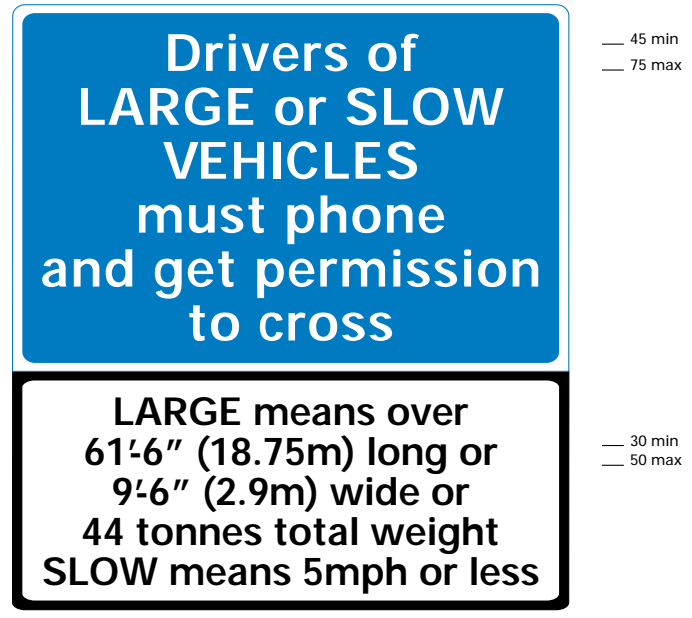 Drivers of
LARGE or SLOW
VEHICLES
must phone
and get permission
to cross
45 min
75 max
LARGE means over
61'-6" (18.75m) long or
9'-6" (2.9m) wide or
44 tonnes total weight
SLOW means 5mph or less
30 min
50 max